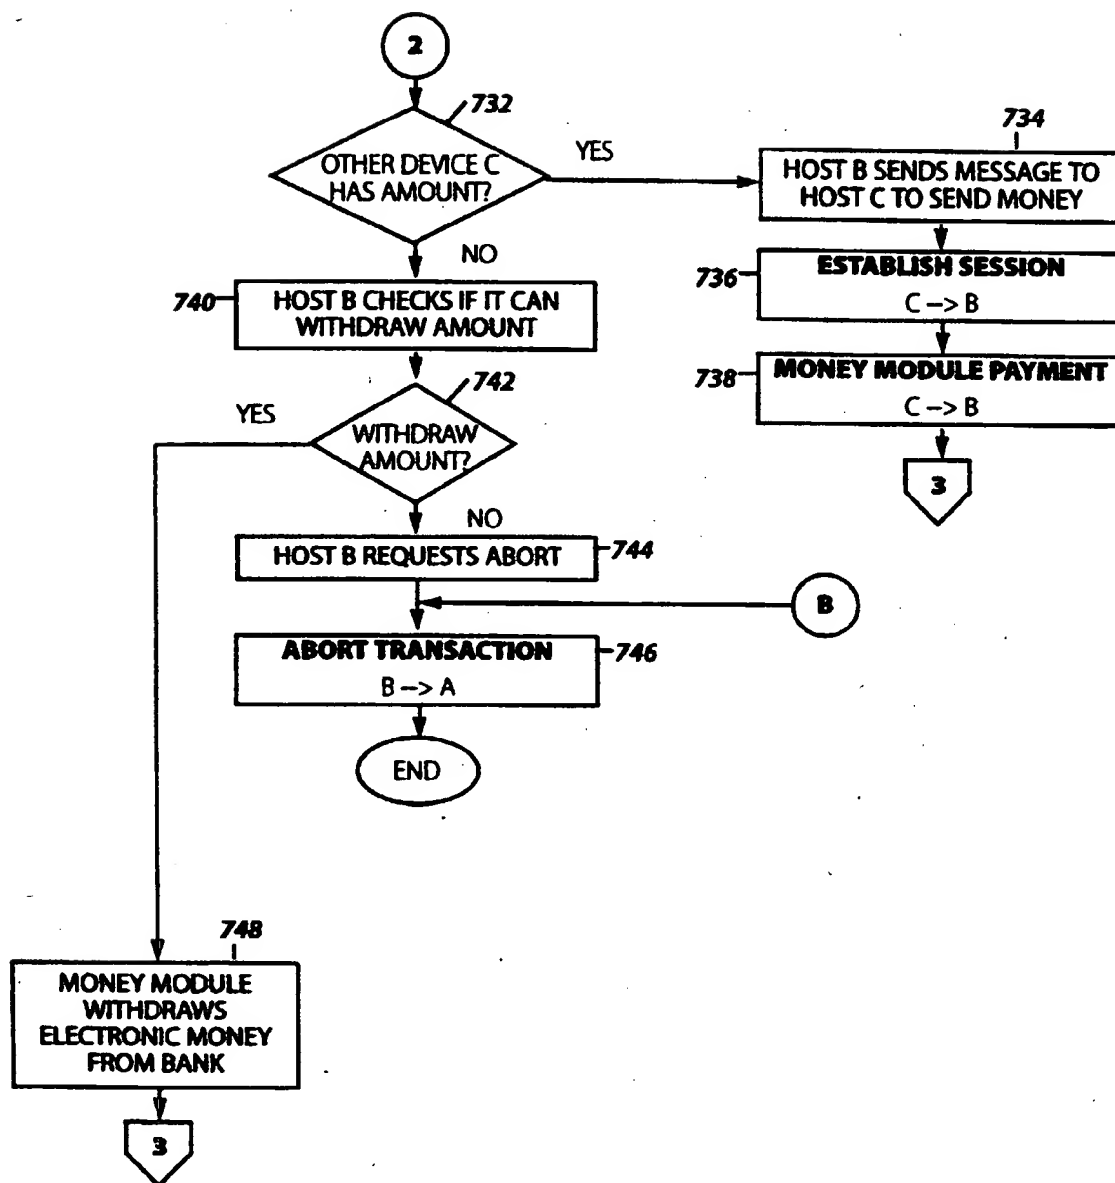 2
732
OTHER DEVICE C
HAS AMOUNT?
YES
734
HOST B SENDS MESSAGE TO
HOST C TO SEND MONEY
NO
736
ESTABLISH SESSION
C --> B
740
HOST B CHECKS IF IT CAN
WITHDRAW AMOUNT
738
MONEY MODULE PAYMENT
C --> B
3
742
YES
WITHDRAW
AMOUNT?
NO
HOST B REQUESTS ABORT
744
B
ABORT TRANSACTION
B --> A
746
END
748
MONEY MODULE
WITHDRAWS
ELECTRONIC MONEY
FROM BANK
3